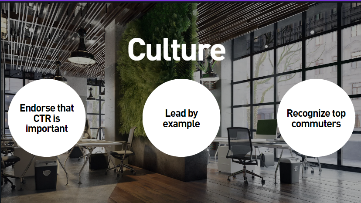 Culture
Endorse that
CTR is
important
Lead by
example
Recognize top
commuters